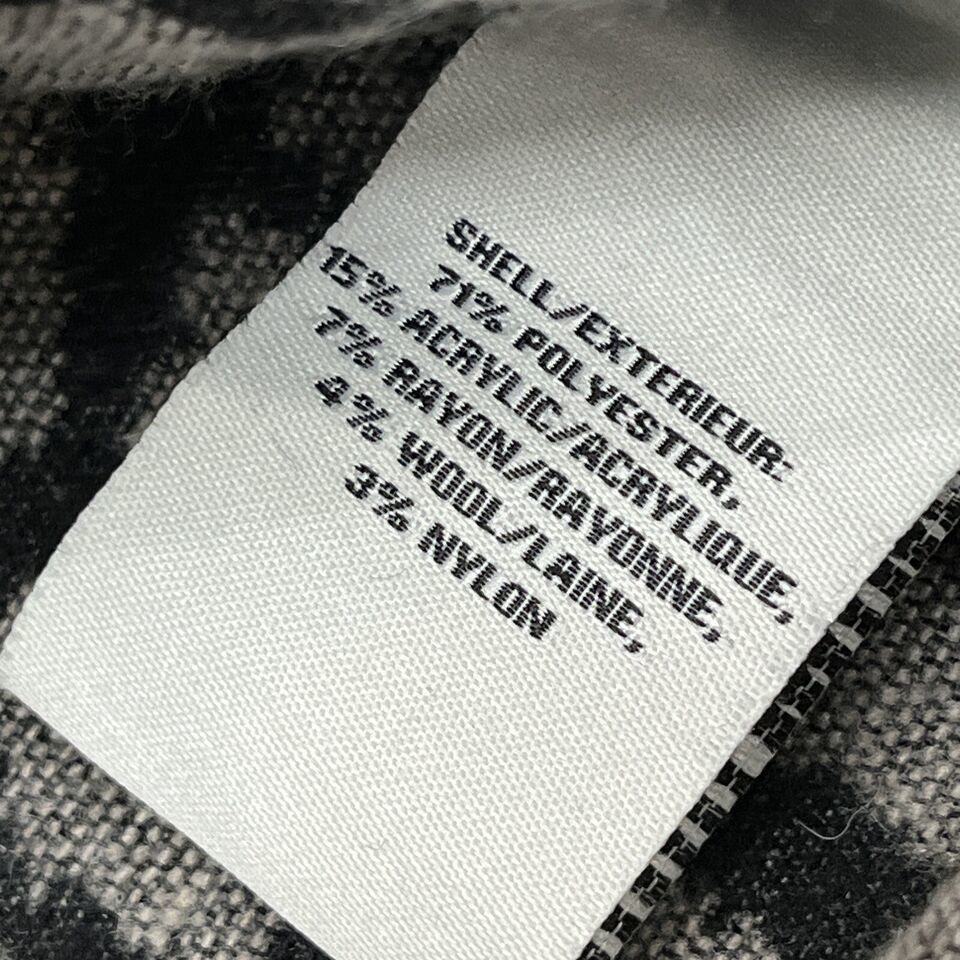 SHELL/EXTERIEUR:
71% POLYESTER,
15% ACRYLIC/ACRYLIQUE,
7% RAYON/RAYONNE,
4% WOOL/LAINE,
3% NYLON